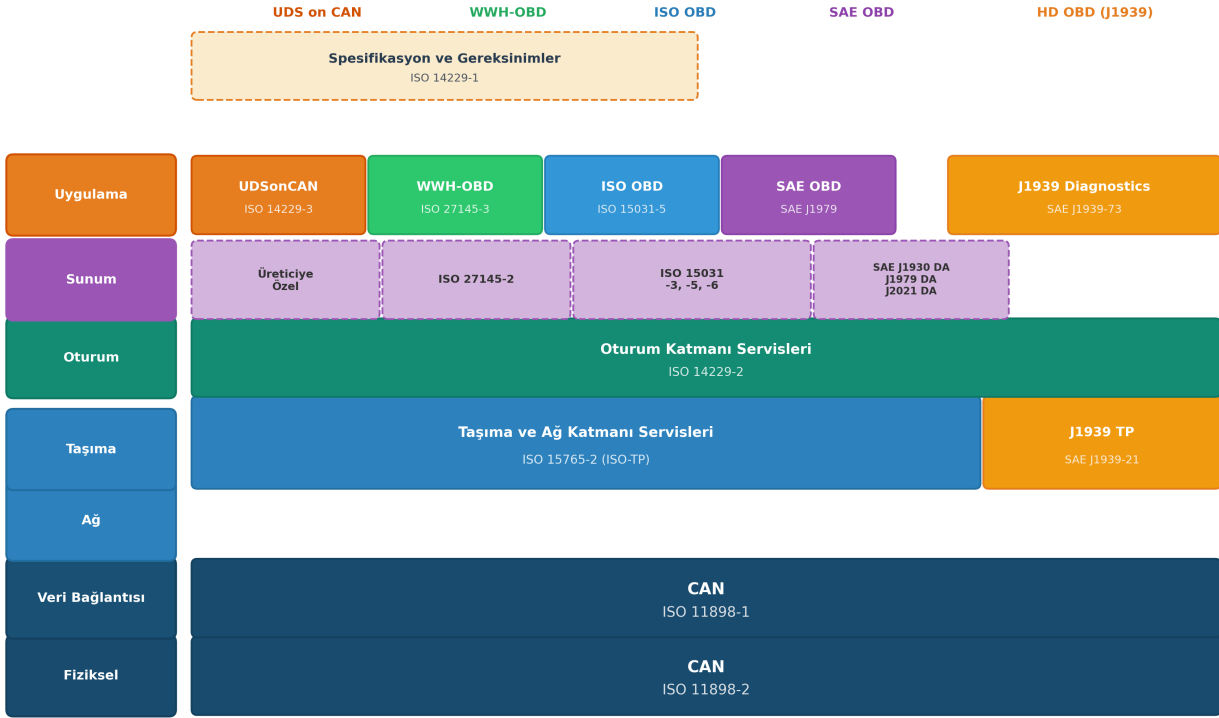 UDS on CAN
WWH-OBD
ISO OBD
SAE OBD
HD OBD (J1939)
Spesifikasyon ve Gereksinimler
ISO 14229-1
Uygulama
UDSonCAN
ISO 14229-3
WWH-OBD
ISO 27145-3
ISO OBD
ISO 15031-5
SAE OBD
SAE J1979
J1939 Diagnostics
SAE J1939-73
Sunum
Üreticiye
Özel
ISO 27145-2
ISO 15031
-3, -5, -6
SAE J1930 DA
J1979 DA
J2021 DA
Oturum
Oturum Katmanı Servisleri
ISO 14229-2
Taşıma
Taşıma ve Ağ Katmanı Servisleri
ISO 15765-2 (ISO-TP)
J1939 TP
SAE J1939-21
Ağ
Veri Bağlantısı
CAN
ISO 11898-1
Fiziksel
CAN
ISO 11898-2